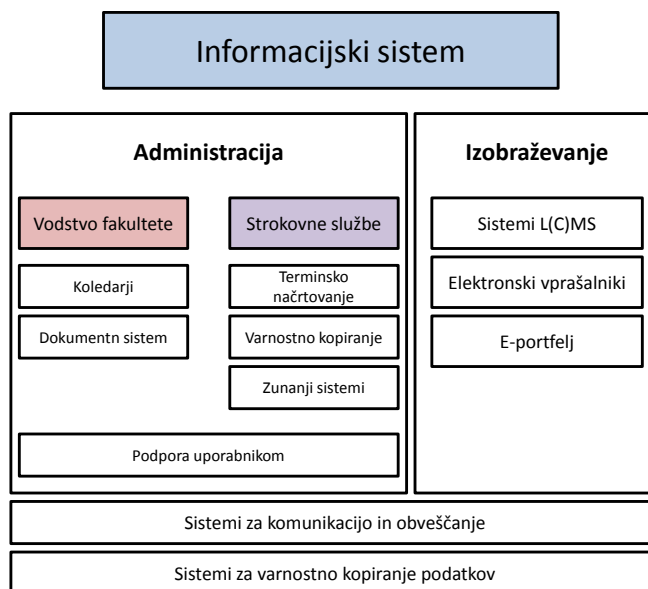 Informacijski sistem
Administracija
Vodstvo fakultete
Koledarji
Dokumentn sistem
Strokovne službe
Terminsko
načrtovanje
Varnostno kopiranje
Zunanji sistemi
Podpora uporabnikom
Izobraževanje
Sistemi L(C)MS
Elektronski vprašalniki
E-portfelj
Sistemi za komunikacijo in obveščanje
Sistemi za varnostno kopiranje podatkov